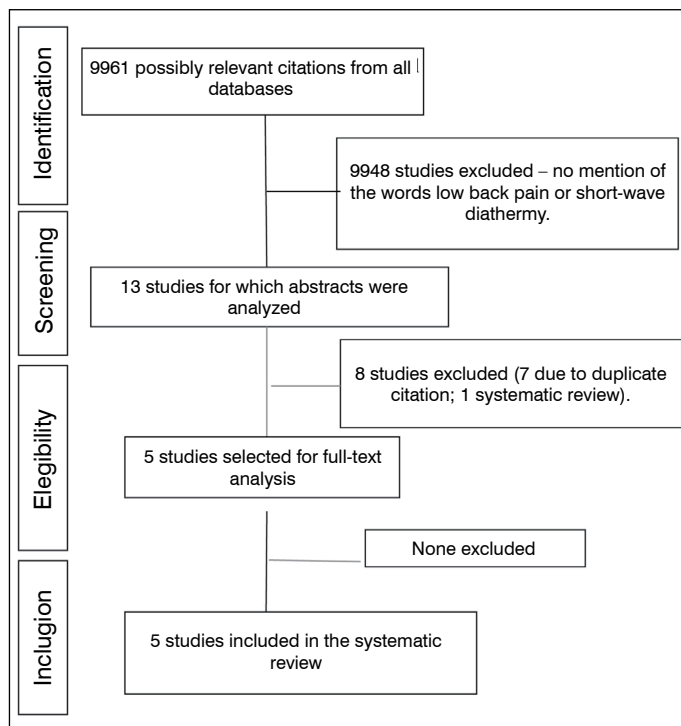 Identification
9961 possibly relevant citations from all
databases
9948 studies excluded – no mention of
the words low back pain or short-wave
diathermy.
Screening
13 studies for which abstracts were
analyzed
8 studies excluded (7 due to duplicate
citation; 1 systematic review).
Elegibility
5 studies selected for full-text
analysis
None excluded
Inclugion
5 studies included in the systematic
review